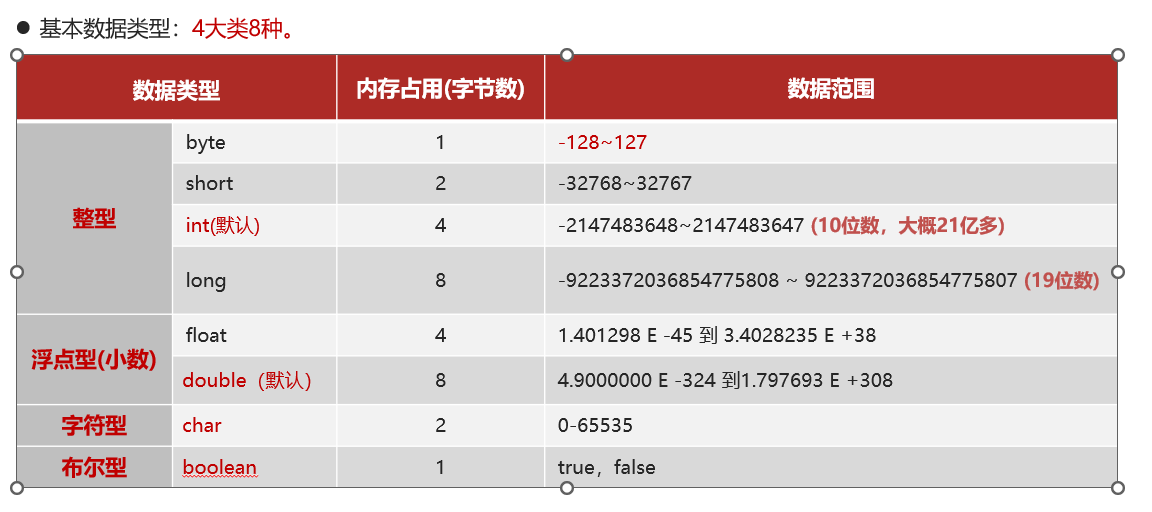 ● 基本数据类型：4大类8种。
数据类型 内存占用(字节数) 数据范围
整型
byte 1 -128~127
short 2 -32768~32767
int(默认) 4 -2147483648~2147483647 (10位数，大概21亿多)
long 8 -9223372036854775808 ~ 9223372036854775807 (19位数)
浮点型(小数)
float 4 1.401298 E -45 到 3.4028235 E +38
double (默认) 8 4.9000000 E -324 到1.797693 E +308
字符型 char 2 0-65535
布尔型 boolean 1 true，false